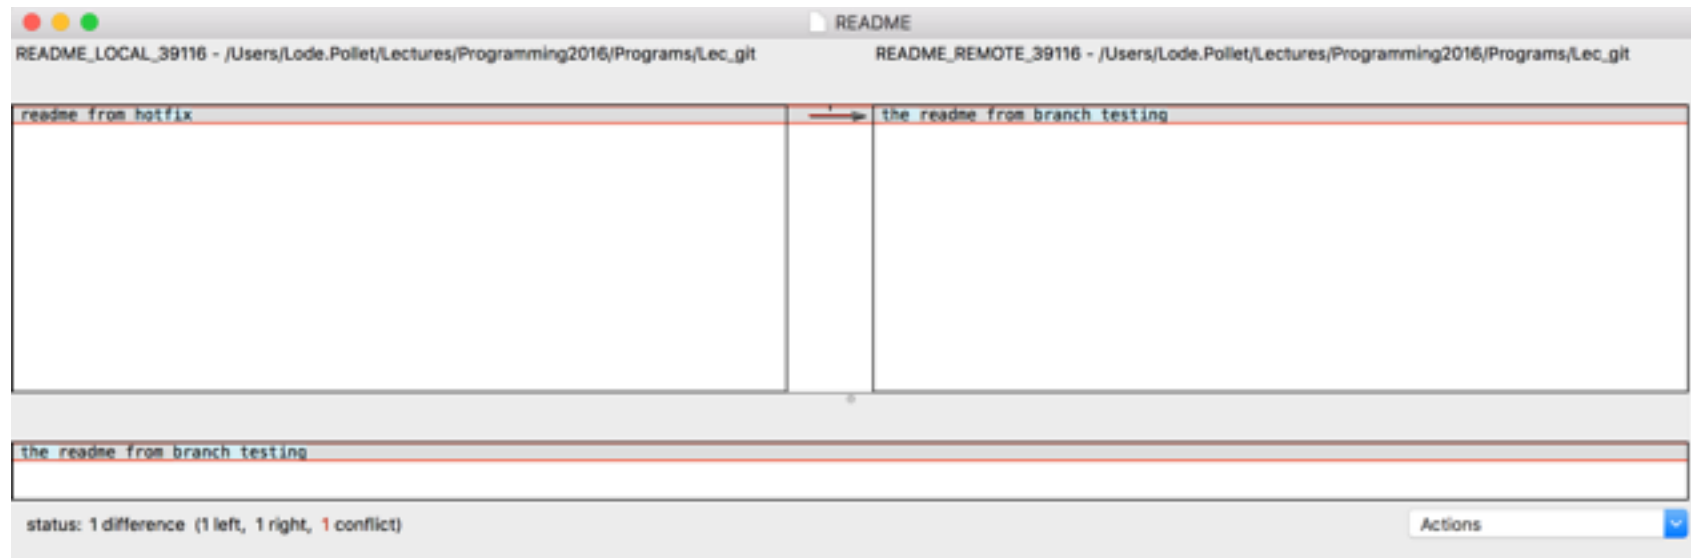 README
README_LOCAL_39116 - /Users/Lode.Pollet/Lectures/Programming2016/Programs/Lec_git
README_REMOTE_39116 - /Users/Lode.Pollet/Lectures/Programming2016/Programs/Lec_git
readme from hotfix
the readme from branch testing
the readme from branch testing
status: 1 difference (1 left, 1 right, 1 conflict)
Actions